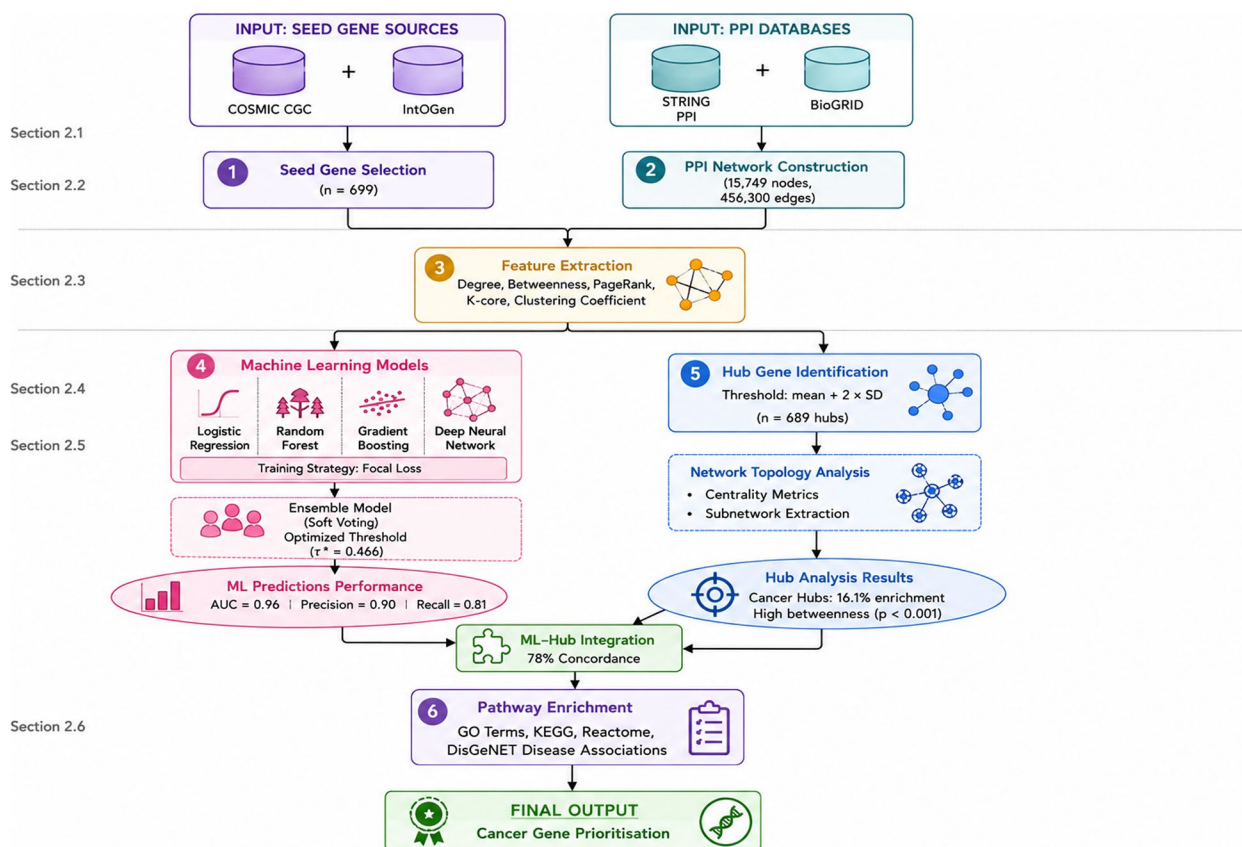 INPUT: SEED GENE SOURCES
+
COSMIC CGC
IntOGen
INPUT: PPI DATABASES
+
STRING
PPI
BioGRID
Section 2.1
Section 2.2
1
Seed Gene Selection
(n = 699)
2
PPI Network Construction
(15,749 nodes,
456,300 edges)
Section 2.3
3
Feature Extraction
Degree, Betweenness, PageRank,
K-core, Clustering Coefficient
Section 2.4
Section 2.5
4
Machine Learning Models
Logistic
Regression
Random
Forest
Gradient
Boosting
Deep Neural
Network
Training Strategy: Focal Loss
Ensemble Model
(Soft Voting)
Optimized Threshold
(τ* = 0.466)
ML Predictions Performance
AUC = 0.96 | Precision = 0.90 | Recall = 0.81
5
Hub Gene Identification
Threshold: mean + 2 × SD
(n = 689 hubs)
Network Topology Analysis
• Centrality Metrics
• Subnetwork Extraction
Hub Analysis Results
Cancer Hubs: 16.1% enrichment
High betweenness (p < 0.001)
ML–Hub Integration
78% Concordance
Section 2.6
6
Pathway Enrichment
GO Terms, KEGG, Reactome,
DisGeNET Disease Associations
FINAL OUTPUT
Cancer Gene Prioritisation